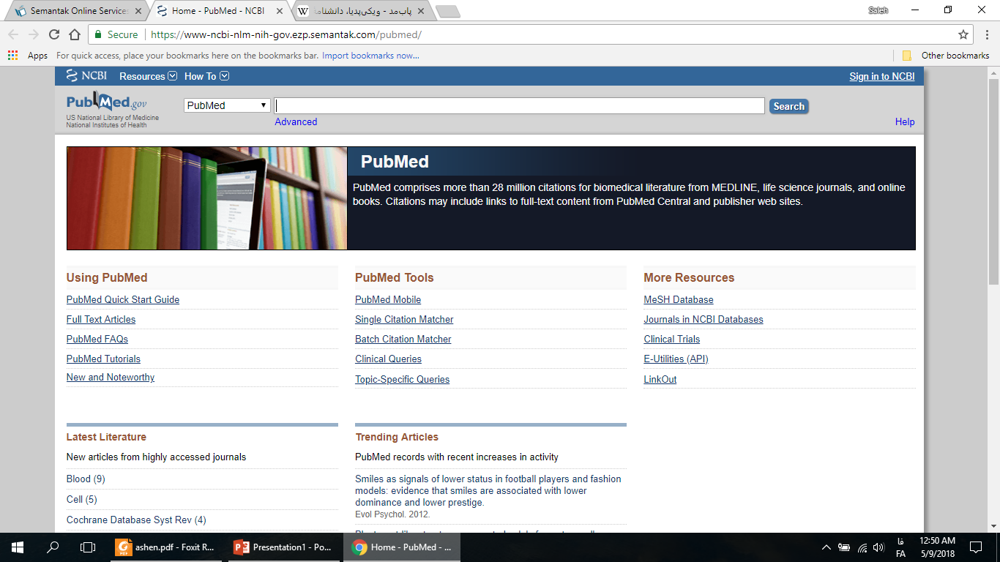 Semantak Online Services
Home - PubMed - NCBI
پاب‌مد - ویکی‌پدیا، دانشنامهٔ
Saleh
Secure
https://www-ncbi-nlm-nih-gov.ezp.semantak.com/pubmed/
Apps For quick access, place your bookmarks here on the bookmarks bar. Import bookmarks now... Other bookmarks
NCBI Resources How To Sign in to NCBI
PubMed.gov
US National Library of Medicine
National Institutes of Health
PubMed Search
Advanced Help
PubMed
PubMed comprises more than 28 million citations for biomedical literature from MEDLINE, life science journals, and online
books. Citations may include links to full-text content from PubMed Central and publisher web sites.
Using PubMed
PubMed Quick Start Guide
Full Text Articles
PubMed FAQs
PubMed Tutorials
New and Noteworthy
PubMed Tools
PubMed Mobile
Single Citation Matcher
Batch Citation Matcher
Clinical Queries
Topic-Specific Queries
More Resources
MeSH Database
Journals in NCBI Databases
Clinical Trials
E-Utilities (API)
LinkOut
Latest Literature
New articles from highly accessed journals
Blood (9)
Cell (5)
Cochrane Database Syst Rev (4)
Trending Articles
PubMed records with recent increases in activity
Smiles as signals of lower status in football players and fashion
models: evidence that smiles are associated with lower
dominance and lower prestige.
Evol Psychol. 2012.
ashen.pdf - Foxit R...
Presentation1 - Po...
Home - PubMed - ...
فا
FA
12:50 AM
5/9/2018